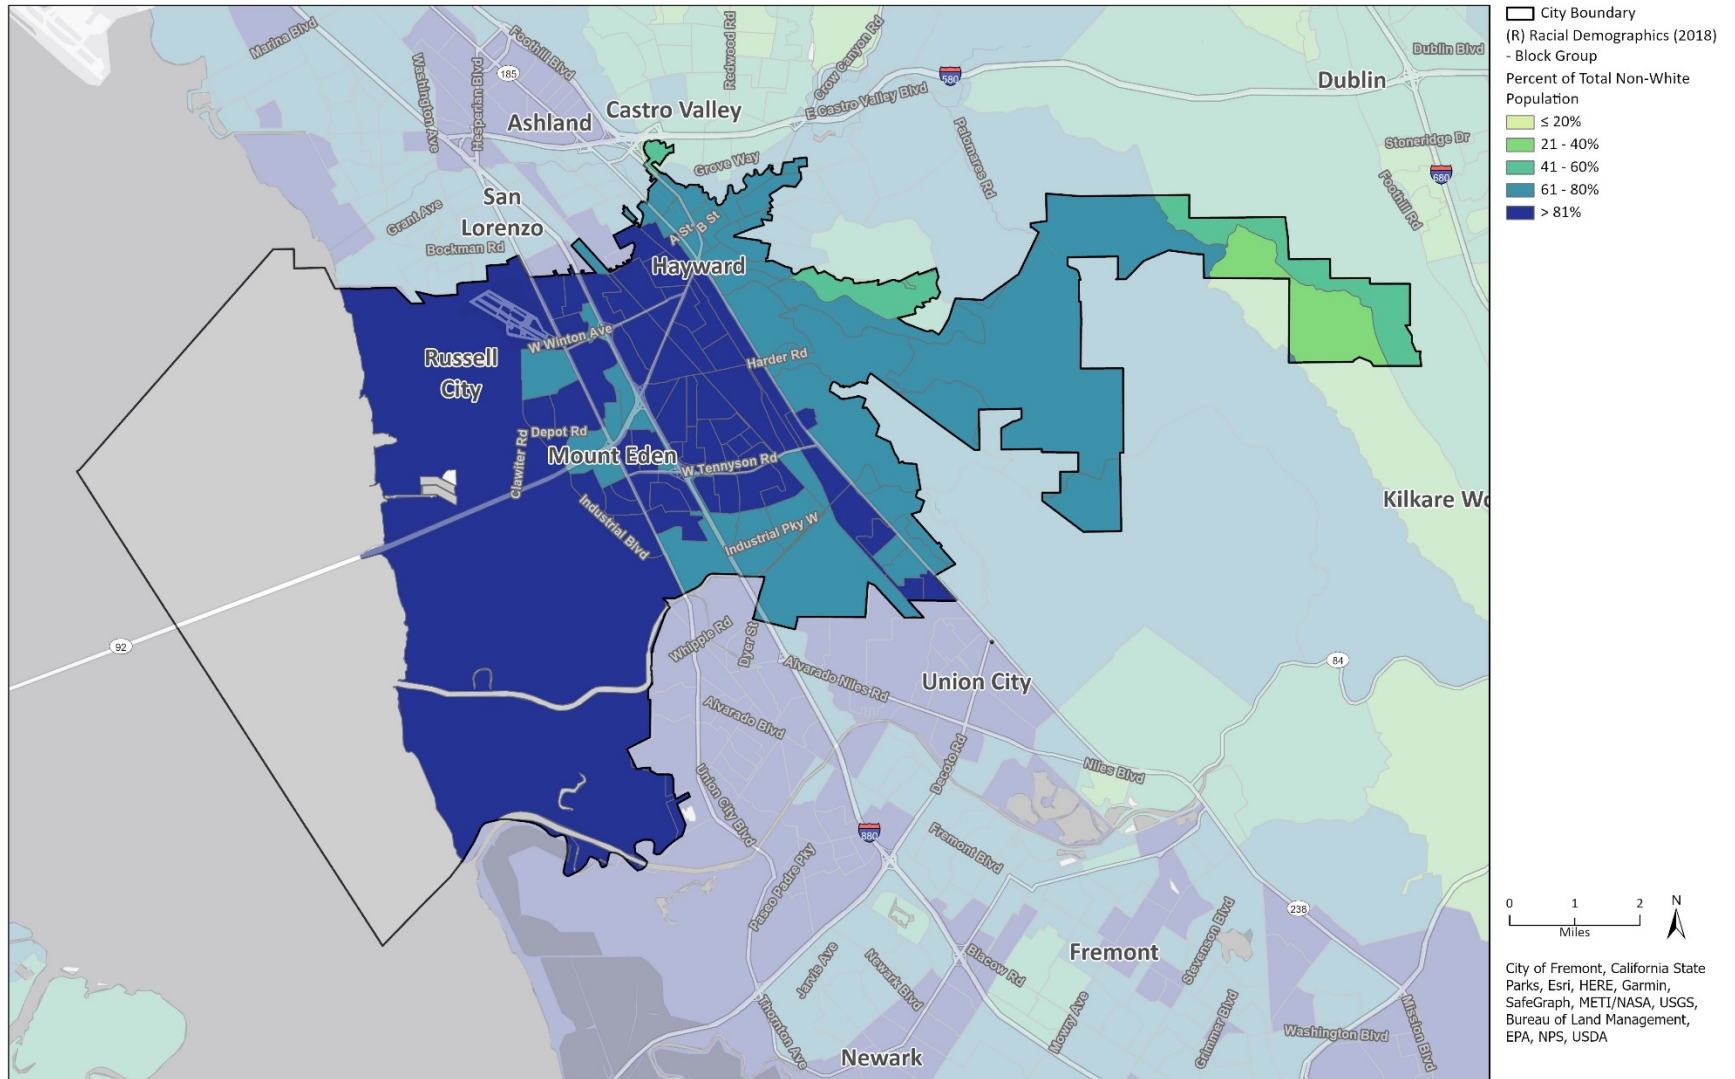 Marina Blvd
Washington Ave
Hesperian Blvd
185
Foothill Blvd
Redwood Rd
Crow Canyon Rd
580
E Castro Valley Blvd
Dublin Blvd
Dublin
Castro Valley
Ashland
Grove Way
Palomares Rd
Stoneridge Dr
680
Foothill Rd
San
Lorenzo
Grant Ave
Bockman Rd
A St
B St
Hayward
W Winton Ave
Russell
City
Harder Rd
Depot Rd
Clawiter Rd
Mount Eden
W Tennyson Rd
Industrial Blvd
Industrial Pky W
Kilkare Wo
92
Whipple Rd
Dyer St
Alvarado Niles Rd
Union City
84
Alvarado Blvd
Union City Blvd
Decoto Rd
Niles Blvd
880
Fremont Blvd
Paseo Padre Pky
238
Stevenson Blvd
Fremont
Blacow Rd
Jarvis Ave
Newark Blvd
Mowry Ave
Grimmer Blvd
Thornton Ave
Washington Blvd
Mission Blvd
Newark
City Boundary
(R) Racial Demographics (2018)
- Block Group
Percent of Total Non-White
Population
≤ 20%
21 - 40%
41 - 60%
61 - 80%
> 81%
0 1 2
Miles
N
City of Fremont, California State
Parks, Esri, HERE, Garmin,
SafeGraph, METI/NASA, USGS,
Bureau of Land Management,
EPA, NPS, USDA